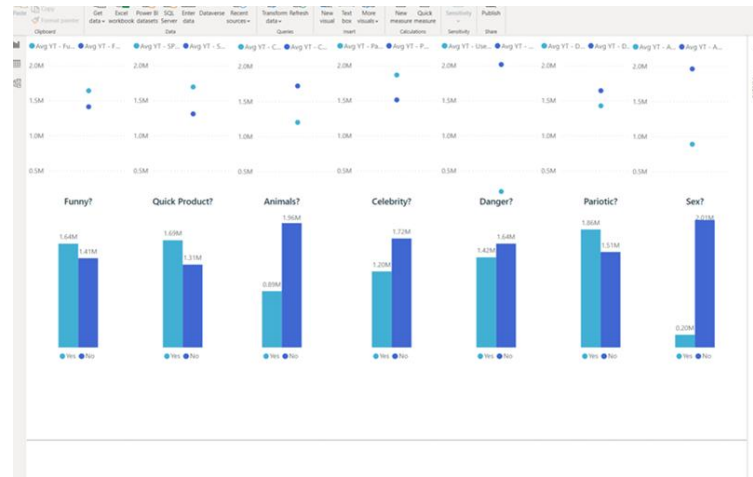 Paste
Copy
Format painter
Get data
Excel workbook
Power BI datasets
SQL Server
Enter data
Dataverse
Recent sources
Transform data
Refresh
New visual
Text box
More visuals
New measure
Quick measure
Sensitivity
Publish
Clipboard Data Queries Insert Calculations Sensitivity Share
Avg YT - Fu... Avg YT - F... Avg YT - SP... Avg YT - S... Avg YT - C... Avg YT - C... Avg YT - Pa... Avg YT - P... Avg YT - Use... Avg YT - ... Avg YT - D... Avg YT - D... Avg YT - A... Avg YT - A...
2.0M 2.0M 2.0M 2.0M 2.0M 2.0M 2.0M
1.5M 1.5M 1.5M 1.5M 1.5M 1.5M 1.5M
1.0M 1.0M 1.0M 1.0M 1.0M 1.0M 1.0M
0.5M 0.5M 0.5M 0.5M 0.5M 0.5M 0.5M
Funny? Quick Product? Animals? Celebrity? Danger? Pariotic? Sex?
1.64M 1.41M 1.69M 1.31M 0.89M 1.96M 1.20M 1.72M 1.42M 1.64M 1.86M 1.51M 0.20M 2.01M
Yes No Yes No Yes No Yes No Yes No Yes No Yes No